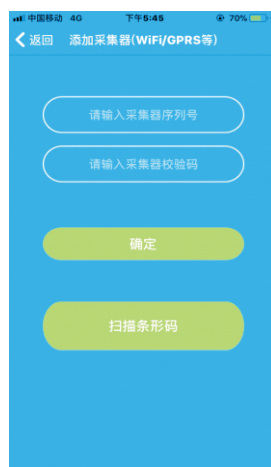 中国移动 4G 下午5:45 70%
返回 添加采集器(WiFi/GPRS等)
请输入采集器序列号
请输入采集器校验码
确定
扫描条形码